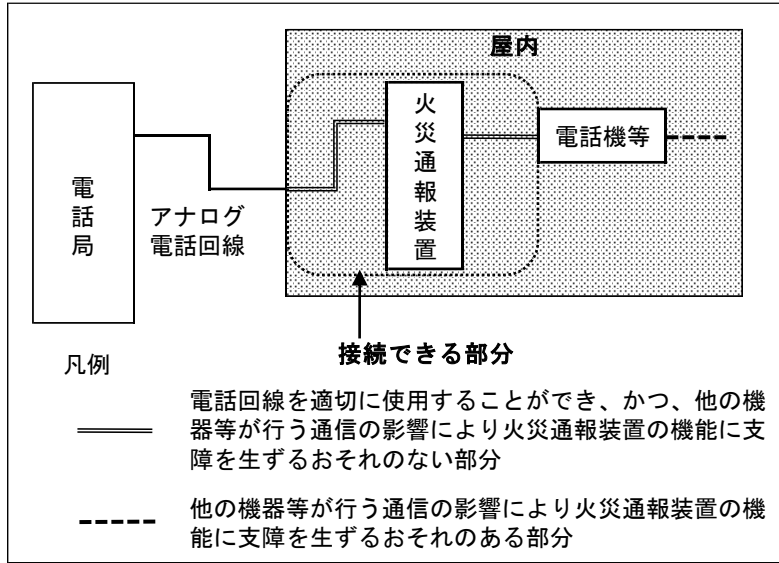 屋内
電話局
アナログ
電話回線
火災通報装置
電話機等
接続できる部分
凡例
電話回線を適切に使用することができ、かつ、他の機
器等が行う通信の影響により火災通報装置の機能に支
障を生ずるおそれのない部分
他の機器等が行う通信の影響により火災通報装置の機
能に支障を生ずるおそれのある部分